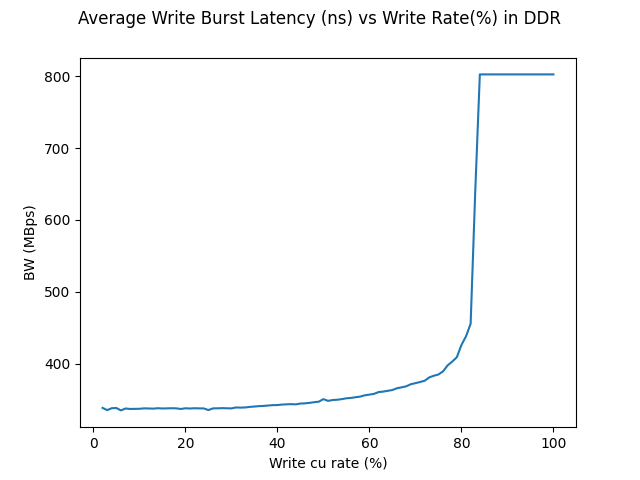 Average Write Burst Latency (ns) vs Write Rate(%) in DDR
800
700
600
500
400
BW (MBps)
0 20 40 60 80 100
Write cu rate (%)